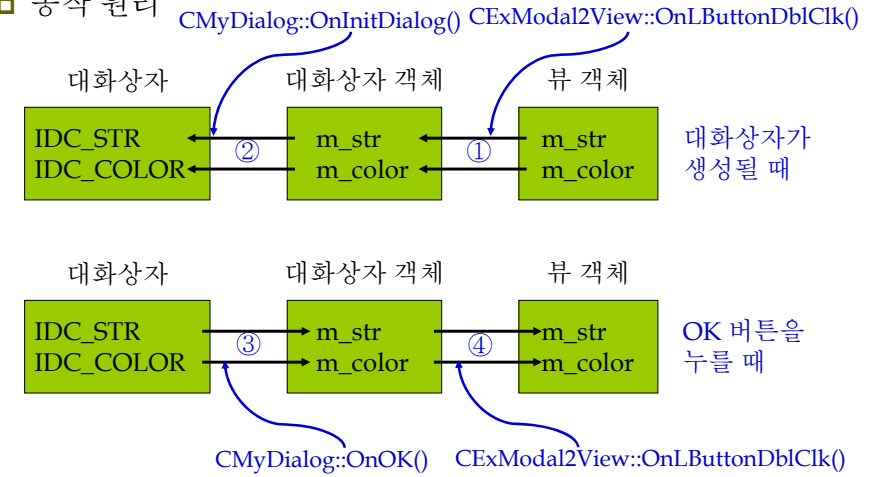 동작 원리
CMyDialog::OnInitDialog() CExModal2View::OnLButtonDblClk()
대화상자 대화상자 객체 뷰 객체
IDC_STR ② m_str ① m_str 대화상자가
IDC_COLOR m_color m_color 생성될 때
대화상자 대화상자 객체 뷰 객체
IDC_STR ③ m_str ④ m_str OK 버튼을
IDC_COLOR m_color m_color 누를 때
CMyDialog::OnOK() CExModal2View::OnLButtonDblClk()